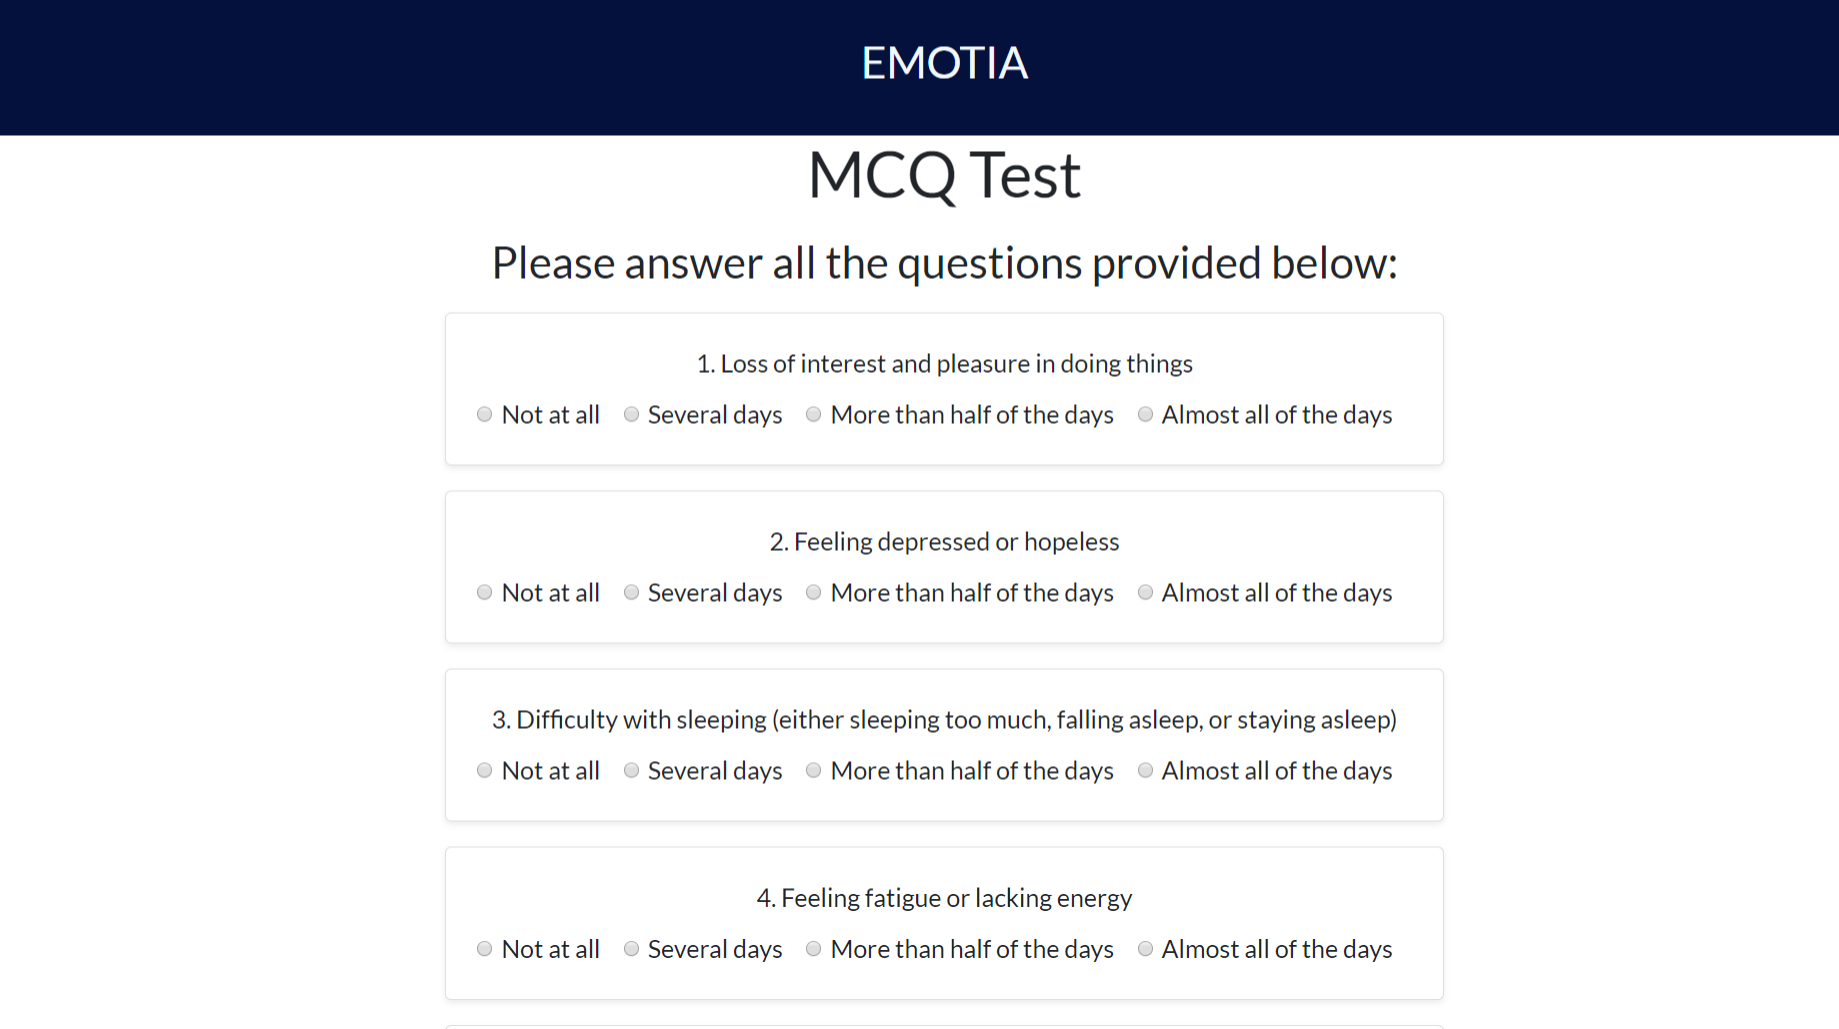 EMOTIA
MCQ Test
Please answer all the questions provided below:
1. Loss of interest and pleasure in doing things
Not at all Several days More than half of the days Almost all of the days
2. Feeling depressed or hopeless
Not at all Several days More than half of the days Almost all of the days
3. Difficulty with sleeping (either sleeping too much, falling asleep, or staying asleep)
Not at all Several days More than half of the days Almost all of the days
4. Feeling fatigue or lacking energy
Not at all Several days More than half of the days Almost all of the days